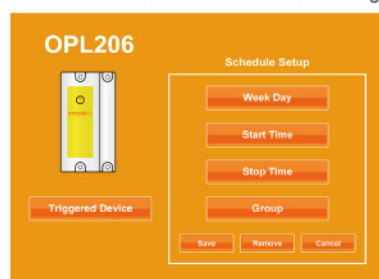 OPL206
Schedule Setup
Week Day
Start Time
Stop Time
Triggered Device
Group
Save
Remove
Cancel